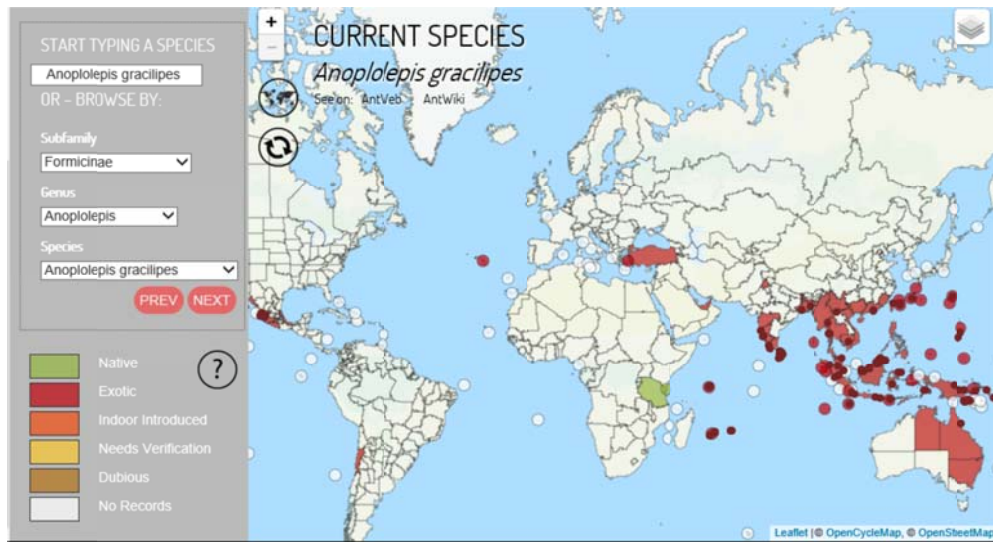 START TYPING A SPECIES
Anoplolepis gracilipes
OR - BROWSE BY:
Subfamily
Formicinae
Genus
Anoplolepis
Species
Anoplolepis gracilipes
PREV NEXT
Native
?
Exotic
Indoor Introduced
Needs Verification
Dubious
No Records
+
-
CURRENT SPECIES
Anoplolepis gracilipes
See on: AntWeb AntWiki
Leaflet | © OpenCycleMap, © OpenStreetMap